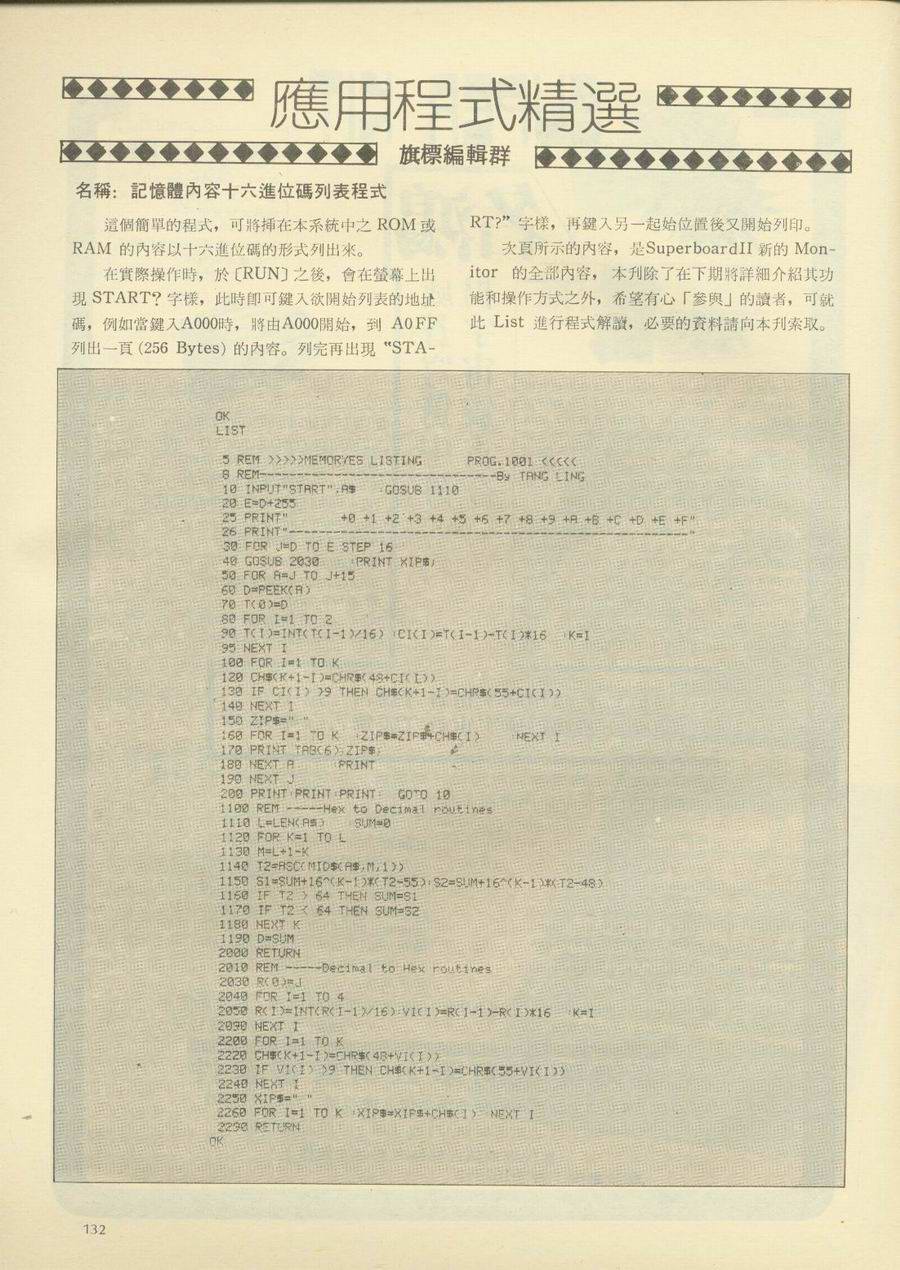 應用程式精選
旗標編輯群
名稱：記憶體內容十六進位碼列表程式
這個簡單的程式，可將揷在本系統中之 ROM 或
RAM 的內容以十六進位碼的形式列出來。
在實際操作時，於〔RUN〕之後，會在螢幕上出
現 START? 字樣，此時即可鍵入欲開始列表的地址
碼，例如當鍵入A000時，將由A000開始，到 A0FF
列出一頁 (256 Bytes) 的內容。列完再出現 “STA-
RT?” 字樣，再鍵入另一起始位置後又開始列印。
次頁所示的內容，是SuperboardII 新的 Mon-
itor 的全部內容，本刋除了在下期將詳細介紹其功
能和操作方式之外，希望有心「參與」的讀者，可就
此 List 進行程式解讀，必要的資料請向本刋索取。
OK
LIST
5 REM >>>>>MEMORYES LISTING PROG.1001 <<<<<
8 REM---------------------------------By TANG LING
10 INPUT"START";A$ :GOSUB 1110
20 E=D+255
25 PRINT" +0 +1 +2 +3 +4 +5 +6 +7 +8 +9 +A +B +C +D +E +F"
26 PRINT"-------------------------------------------------------"
30 FOR J=D TO E STEP 16
40 GOSUB 2030 :PRINT XIP$;
50 FOR A=J TO J+15
60 D=PEEK(A)
70 T(0)=D
80 FOR I=1 TO 2
90 T(I)=INT(T(I-1)/16) :CI(I)=T(I-1)-T(I)*16 :K=I
95 NEXT I
100 FOR I=1 TO K
120 CH$(K+1-I)=CHR$(48+CI(I))
130 IF CI(I) >9 THEN CH$(K+1-I)=CHR$(55+CI(I))
140 NEXT I
150 ZIP$=" "
160 FOR I=1 TO K :ZIP$=ZIP$+CH$(I) :NEXT I
170 PRINT TAB(6);ZIP$;
180 NEXT A :PRINT
190 NEXT J
200 PRINT:PRINT:PRINT: GOTO 10
1100 REM -----Hex to Decimal routines
1110 L=LEN(A$) :SUM=0
1120 FOR K=1 TO L
1130 M=L+1-K
1140 T2=ASC(MID$(A$,M,1))
1150 S1=SUM+16^(K-1)*(T2-55):S2=SUM+16^(K-1)*(T2-48)
1160 IF T2 > 64 THEN SUM=S1
1170 IF T2 < 64 THEN SUM=S2
1180 NEXT K
1190 D=SUM
2000 RETURN
2010 REM -----Decimal to Hex routines
2030 R(0)=J
2040 FOR I=1 TO 4
2050 R(I)=INT(R(I-1)/16):VI(I)=R(I-1)-R(I)*16 :K=I
2090 NEXT I
2200 FOR I=1 TO K
2220 CH$(K+1-I)=CHR$(48+VI(I))
2230 IF VI(I) >9 THEN CH$(K+1-I)=CHR$(55+VI(I))
2240 NEXT I
2250 XIP$=" "
2260 FOR I=1 TO K :XIP$=XIP$+CH$(I) :NEXT I
2290 RETURN
OK
132